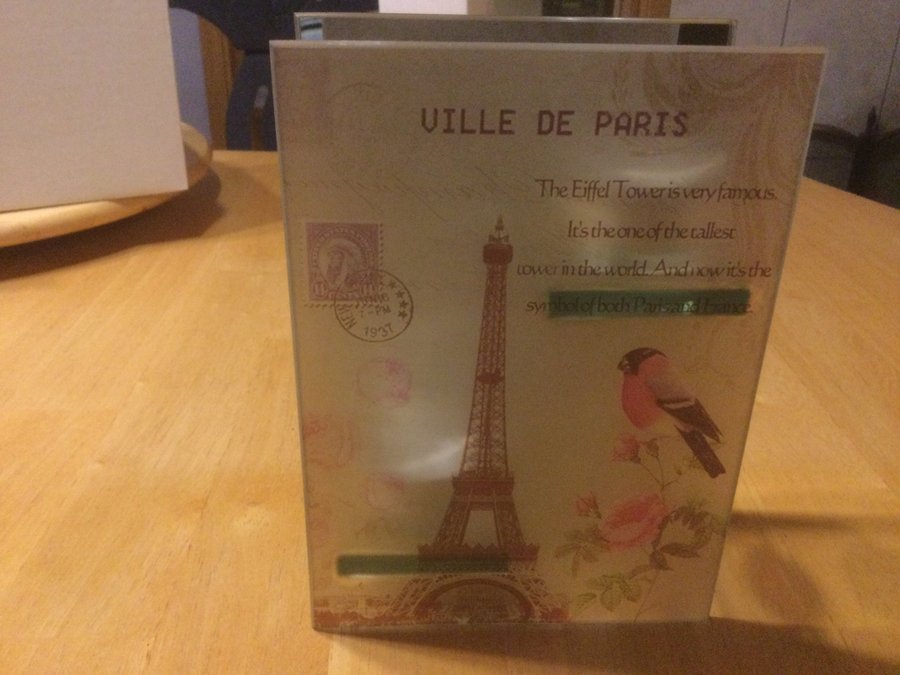 VILLE DE PARIS
The Eiffel Tower is very famous.
It's the one of the tallest
tower in the world. And now it's the
symbol of both Paris and France.
1937